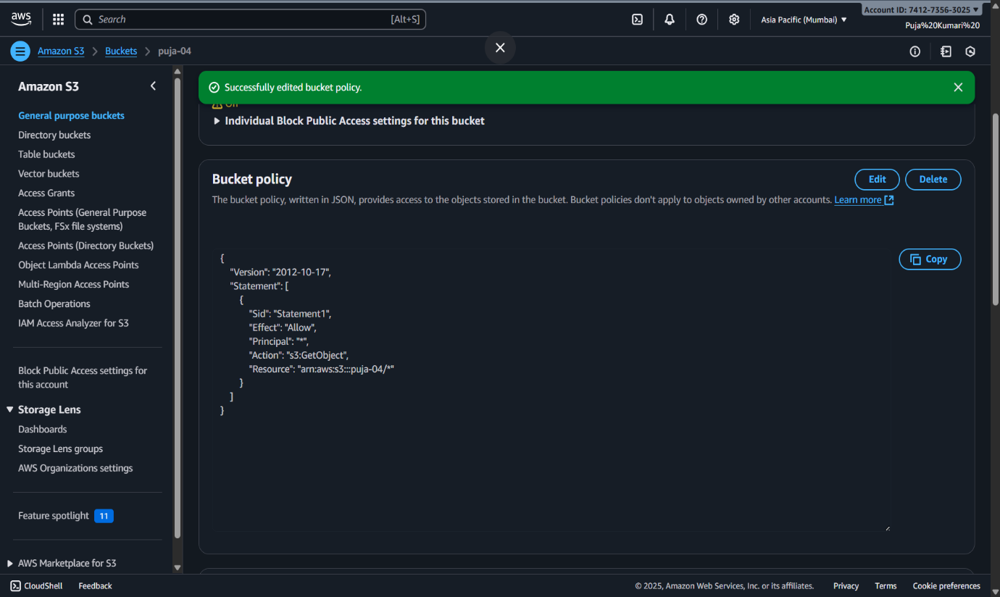 aws
Search
[Alt+S]
Asia Pacific (Mumbai)
Account ID: 7412-7356-3025
Puja%20Kumari%20
Amazon S3
Buckets
puja-04
Amazon S3
General purpose buckets
Directory buckets
Table buckets
Vector buckets
Access Grants
Access Points (General Purpose
Buckets, FSx file systems)
Access Points (Directory Buckets)
Object Lambda Access Points
Multi-Region Access Points
Batch Operations
IAM Access Analyzer for S3
Block Public Access settings for
this account
Storage Lens
Dashboards
Storage Lens groups
AWS Organizations settings
Feature spotlight 11
AWS Marketplace for S3
Successfully edited bucket policy.
Off
Individual Block Public Access settings for this bucket
Bucket policy
Edit
Delete
The bucket policy, written in JSON, provides access to the objects stored in the bucket. Bucket policies don't apply to objects owned by other accounts. Learn more
Copy
{
"Version": "2012-10-17",
"Statement": [
{
"Sid": "Statement1",
"Effect": "Allow",
"Principal": "*",
"Action": "s3:GetObject",
"Resource": "arn:aws:s3:::puja-04/*"
}
]
}
CloudShell
Feedback
© 2025, Amazon Web Services, Inc. or its affiliates.
Privacy
Terms
Cookie preferences